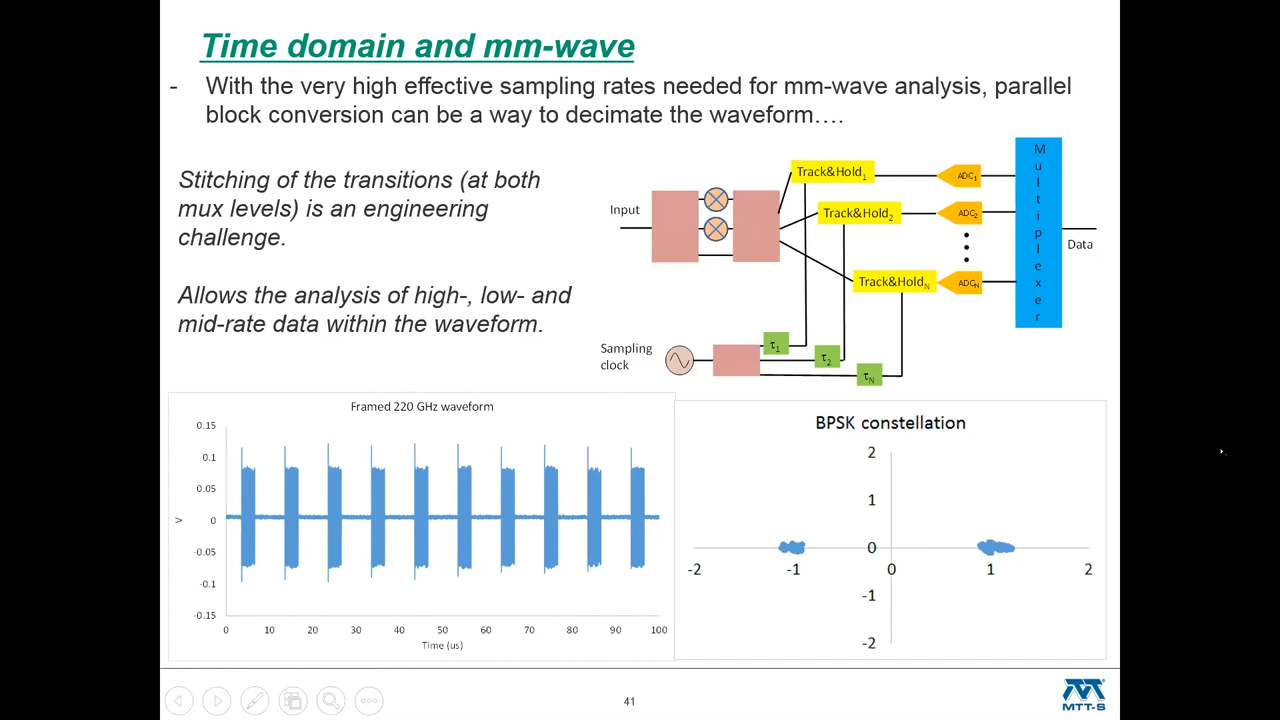 Time domain and mm-wave
- With the very high effective sampling rates needed for mm-wave analysis, parallel
block conversion can be a way to decimate the waveform….
Stitching of the transitions (at both
mux levels) is an engineering
challenge.
Allows the analysis of high-, low- and
mid-rate data within the waveform.
Input
Track&Hold1
Track&Hold2
Track&HoldN
ADC1
ADC2
ADCN
Multiplexer
Data
Sampling
clock
τ1
τ2
τN
Framed 220 GHz waveform
0.15
0.1
0.05
0
-0.05
-0.1
-0.15
V
0 10 20 30 40 50 60 70 80 90 100
Time (us)
BPSK constellation
2
1
0
-1
-2
-2 -1 0 1 2
41
MTT-S